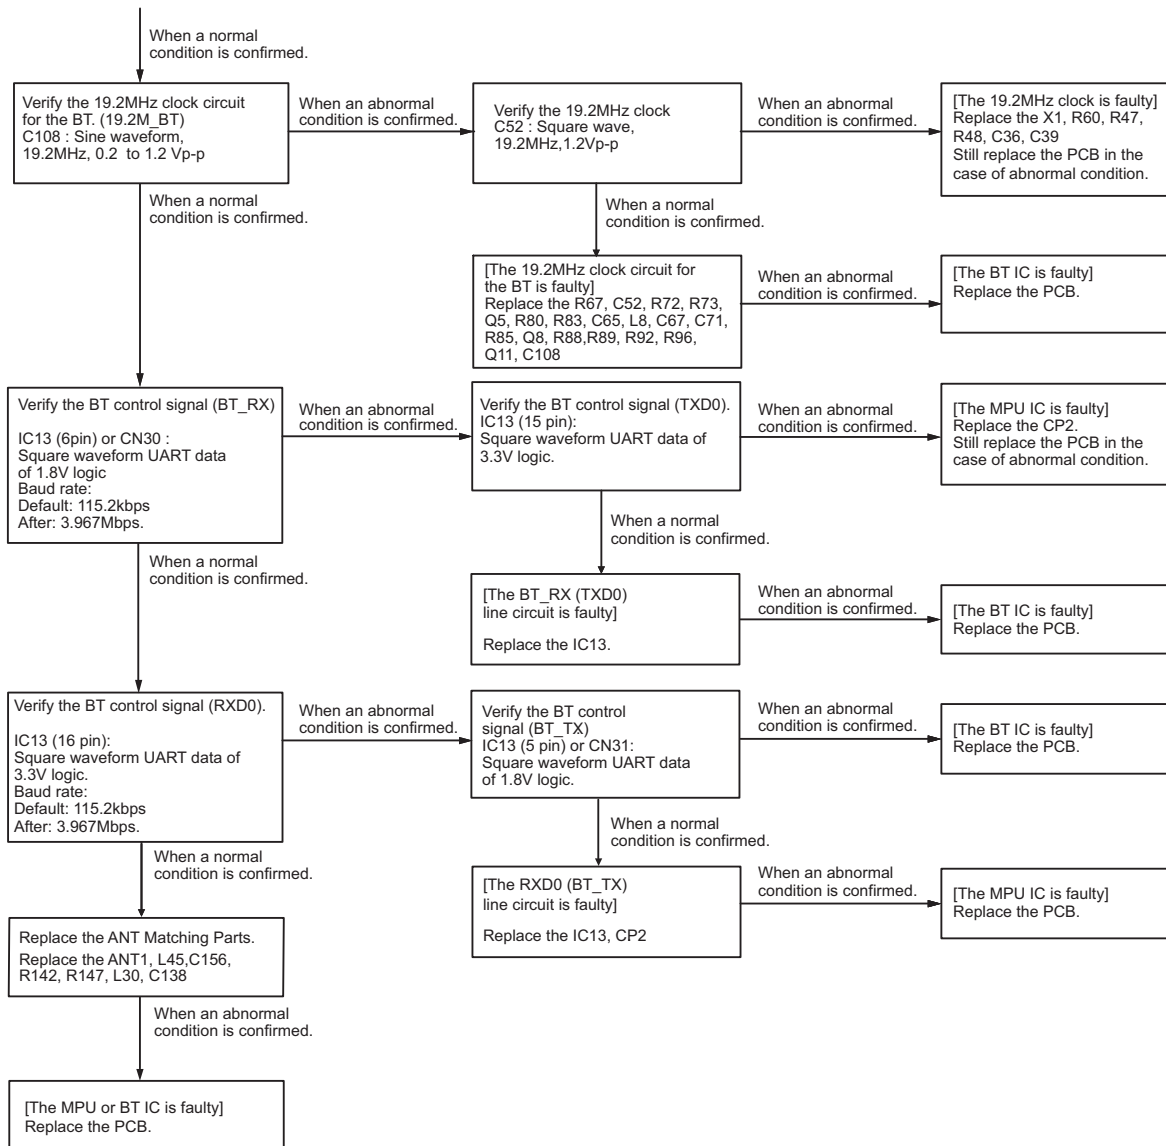 When a normal
condition is confirmed.
Verify the 19.2MHz clock circuit
for the BT. (19.2M_BT)
C108 : Sine waveform,
19.2MHz, 0.2 to 1.2 Vp-p
When an abnormal
condition is confirmed.
Verify the 19.2MHz clock
C52 : Square wave,
19.2MHz,1.2Vp-p
When an abnormal
condition is confirmed.
[The 19.2MHz clock is faulty]
Replace the X1, R60, R47,
R48, C36, C39
Still replace the PCB in the
case of abnormal condition.
When a normal
condition is confirmed.
When a normal
condition is confirmed.
[The 19.2MHz clock circuit for
the BT is faulty]
Replace the R67, C52, R72, R73,
Q5, R80, R83, C65, L8, C67, C71,
R85, Q8, R88,R89, R92, R96,
Q11, C108
When an abnormal
condition is confirmed.
[The BT IC is faulty]
Replace the PCB.
Verify the BT control signal (BT_RX)
IC13 (6pin) or CN30 :
Square waveform UART data
of 1.8V logic
Baud rate:
Default: 115.2kbps
After: 3.967Mbps.
When an abnormal
condition is confirmed.
Verify the BT control signal (TXD0).
IC13 (15 pin):
Square waveform UART data of
3.3V logic.
When an abnormal
condition is confirmed.
[The MPU IC is faulty]
Replace the CP2.
Still replace the PCB in the
case of abnormal condition.
When a normal
condition is confirmed.
When a normal
condition is confirmed.
[The BT_RX (TXD0)
line circuit is faulty]
Replace the IC13.
When an abnormal
condition is confirmed.
[The BT IC is faulty]
Replace the PCB.
Verify the BT control signal (RXD0).
IC13 (16 pin):
Square waveform UART data of
3.3V logic.
Baud rate:
Default: 115.2kbps
After: 3.967Mbps.
When an abnormal
condition is confirmed.
Verify the BT control
signal (BT_TX)
IC13 (5 pin) or CN31:
Square waveform UART data
of 1.8V logic.
When an abnormal
condition is confirmed.
[The BT IC is faulty]
Replace the PCB.
When a normal
condition is confirmed.
When a normal
condition is confirmed.
[The RXD0 (BT_TX)
line circuit is faulty]
Replace the IC13, CP2
When an abnormal
condition is confirmed.
[The MPU IC is faulty]
Replace the PCB.
Replace the ANT Matching Parts.
Replace the ANT1, L45,C156,
R142, R147, L30, C138
When an abnormal
condition is confirmed.
[The MPU or BT IC is faulty]
Replace the PCB.